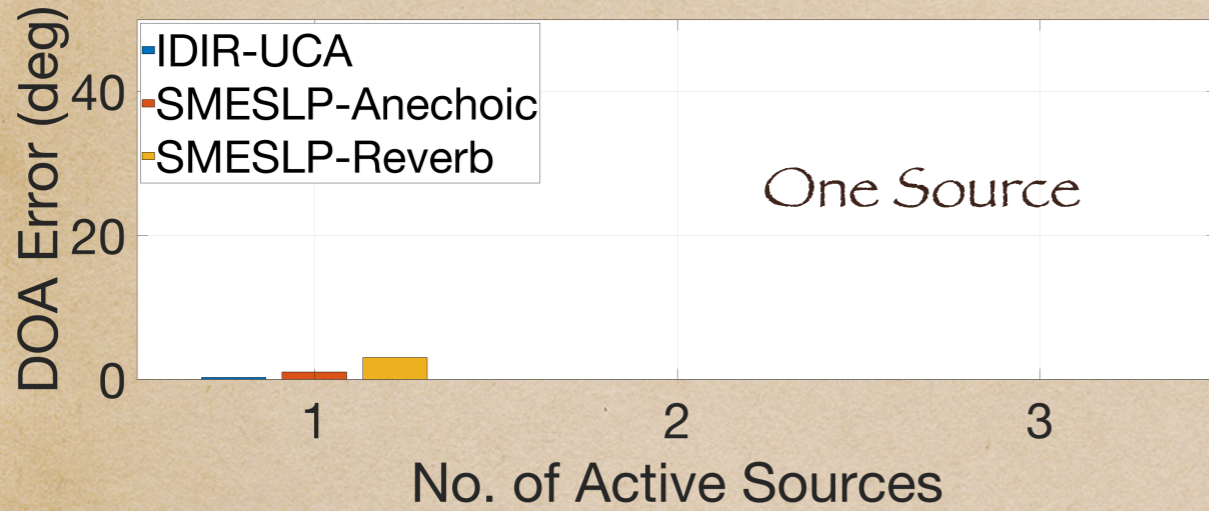 DOA Error (deg)
40
20
0
IDIR-UCA
SMESLP-Anechoic
SMESLP-Reverb
One Source
1 2 3
No. of Active Sources